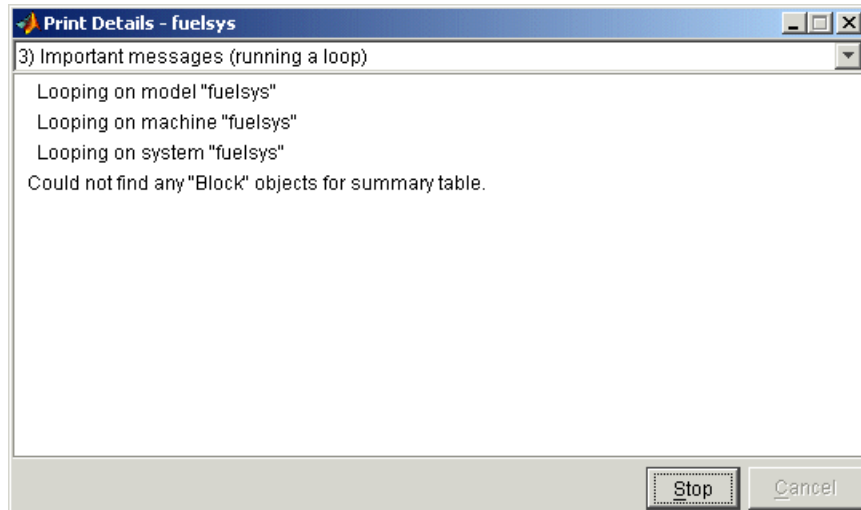 Print Details - fuelsys
3) Important messages (running a loop)
Looping on model "fuelsys"
Looping on machine "fuelsys"
Looping on system "fuelsys"
Could not find any "Block" objects for summary table.
Stop Cancel